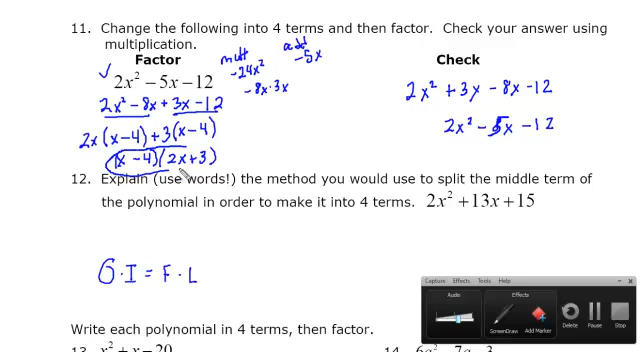 11. Change the following into 4 terms and then factor. Check your answer using
multiplication.
Factor
Check
✓
mult
add
-24x²
-5x
-8x·3x
2x² − 5x − 12
2x² - 8x + 3x - 12
2x(x-4) + 3(x-4)
(x-4)(2x+3)
2x² + 3x - 8x - 12
2x² - 5x - 12
12. Explain (use words!) the method you would use to split the middle term of
the polynomial in order to make it into 4 terms. 2x² + 13x + 15
O·I = F·L
Write each polynomial in 4 terms, then factor.
13. x² + x − 20
Capture Effects Tools Help
Audio
Effects
ScreenDraw
Add Marker
Delete
Pause
Stop